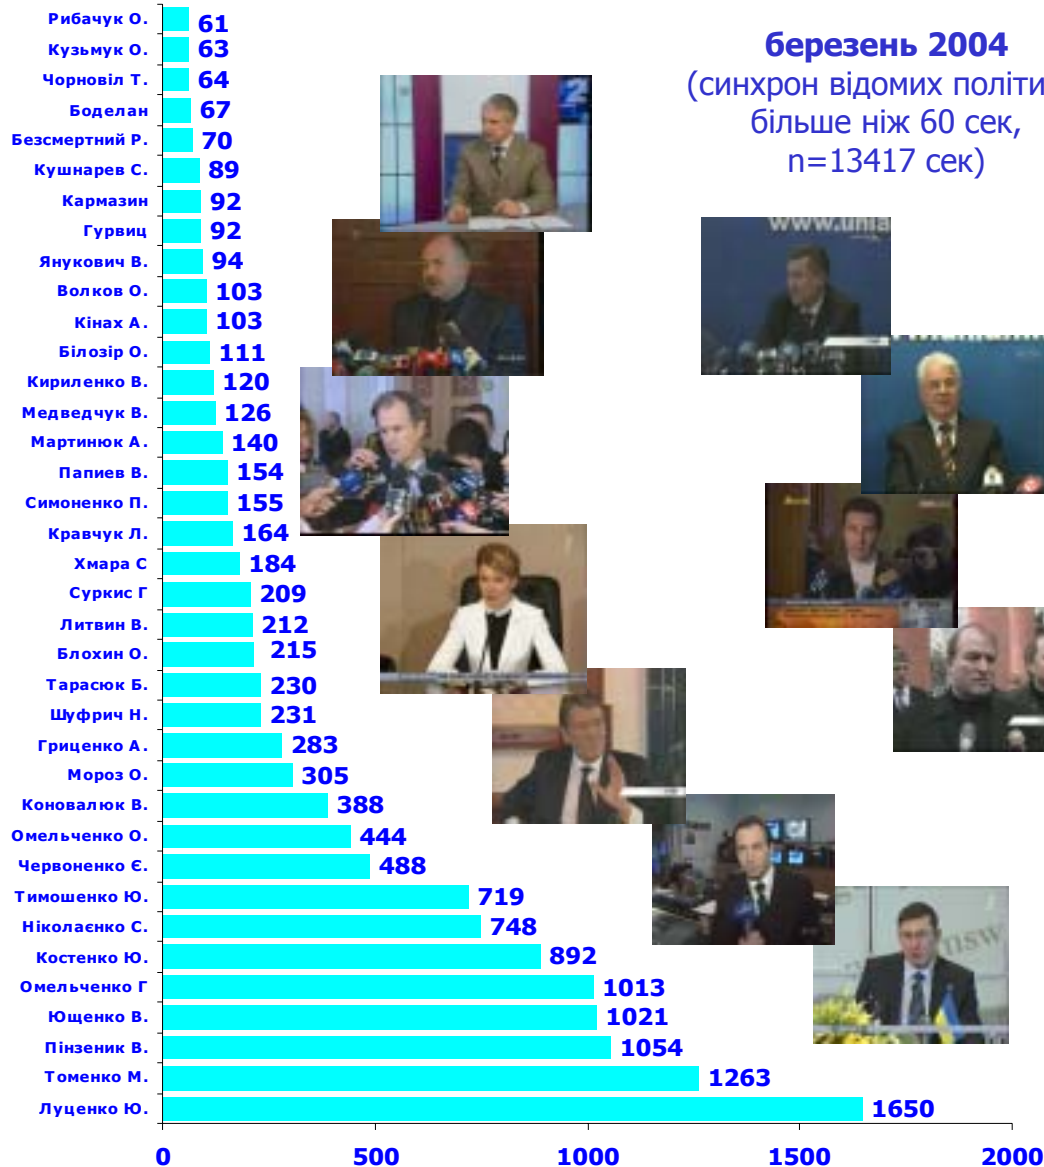 березень 2004
(синхрон відомих політи
більше ніж 60 сек,
n=13417 сек)
Рибачук О. 61
Кузьмук О. 63
Чорновіл Т. 64
Боделан 67
Безсмертний Р. 70
Кушнарев С. 89
Кармазин 92
Гурвиц 92
Янукович В. 94
Волков О. 103
Кінах А. 103
Білозір О. 111
Кириленко В. 120
Медведчук В. 126
Мартинюк А. 140
Папиев В. 154
Симоненко П. 155
Кравчук Л. 164
Хмара С 184
Суркис Г 209
Литвин В. 212
Блохин О. 215
Тарасюк Б. 230
Шуфрич Н. 231
Гриценко А. 283
Мороз О. 305
Коновалюк В. 388
Омельченко О. 444
Червоненко Є. 488
Тимошенко Ю. 719
Ніколаєнко С. 748
Костенко Ю. 892
Омельченко Г 1013
Ющенко В. 1021
Пінзеник В. 1054
Томенко М. 1263
Луценко Ю. 1650
0 500 1000 1500 2000
2
www.unia
nsw